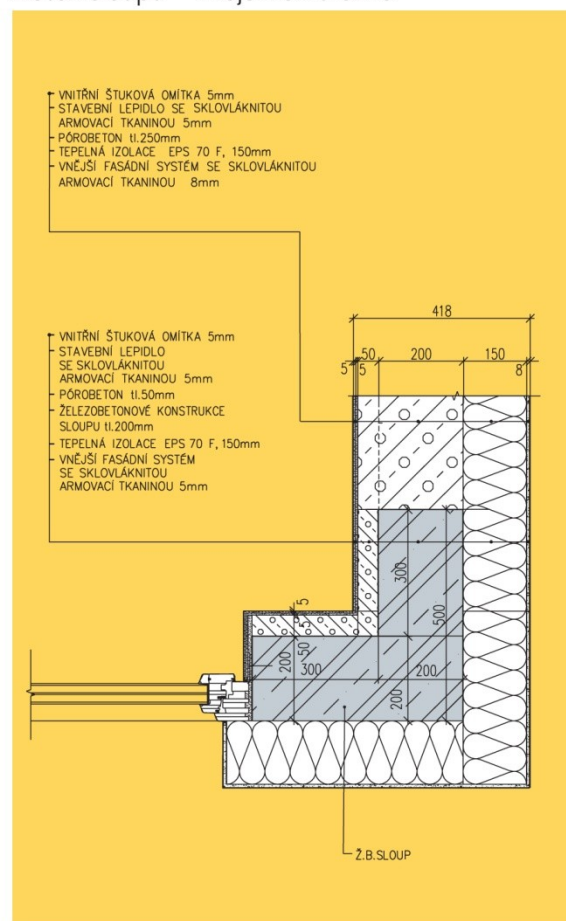 VNITŘNÍ ŠTUKOVÁ OMÍTKA 5mm
STAVEBNÍ LEPIDLO SE SKLOVLÁKNITOU
ARMOVACÍ TKANINOU 5mm
PÓROBETON tl.250mm
TEPELNÁ IZOLACE EPS 70 F, 150mm
VNĚJŠÍ FASÁDNÍ SYSTÉM SE SKLOVLÁKNITOU
ARMOVACÍ TKANINOU 8mm
418
50 200 150
5 5 8
VNITŘNÍ ŠTUKOVÁ OMÍTKA 5mm
STAVEBNÍ LEPIDLO
SE SKLOVLÁKNITOU
ARMOVACÍ TKANINOU 5mm
PÓROBETON tl.50mm
ŽELEZOBETONOVÉ KONSTRUKCE
SLOUPU tl.200mm
TEPELNÁ IZOLACE EPS 70 F, 150mm
VNĚJŠÍ FASÁDNÍ SYSTÉM
SE SKLOVLÁKNITOU
ARMOVACÍ TKANINOU 5mm
300
500
5
5
50
200
300 200
200
Ž.B.SLOUP